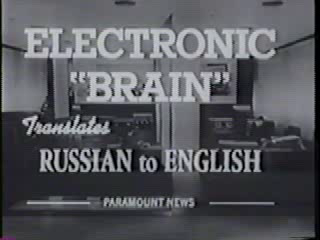 ELECTRONIC
"BRAIN"
Translates
RUSSIAN to ENGLISH
PARAMOUNT NEWS